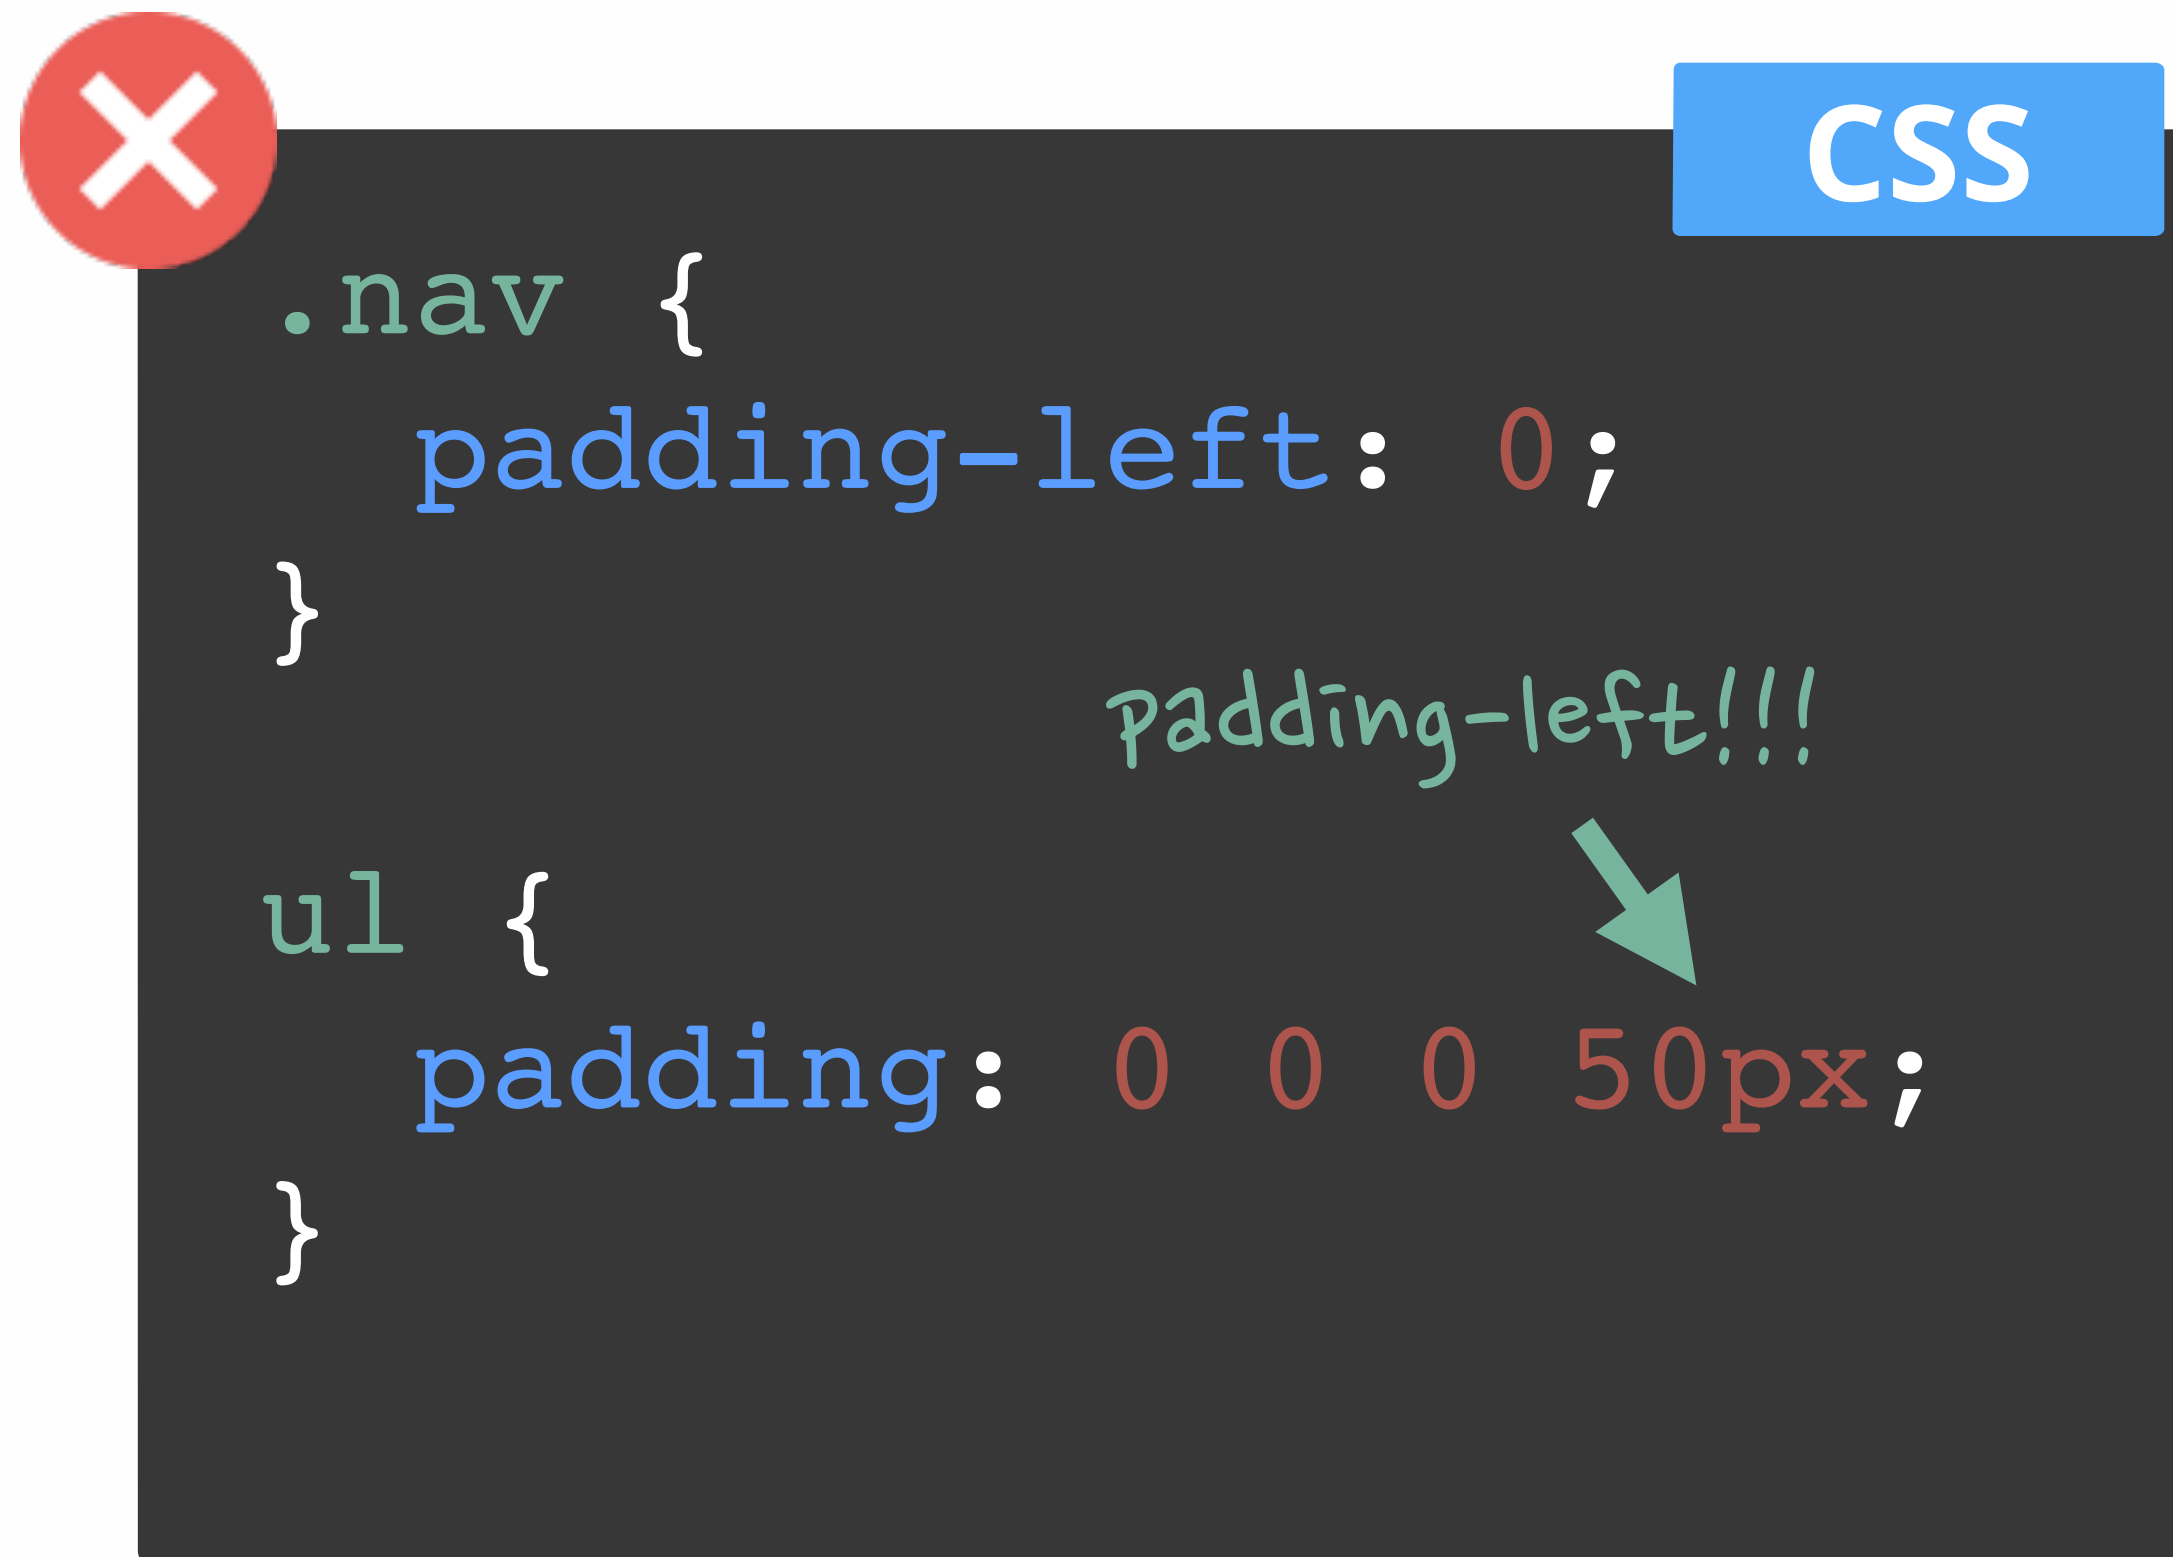 CSS
.nav {
padding-left: 0;
}
padding-left!!!
ul {
padding: 0 0 0 50px;
}